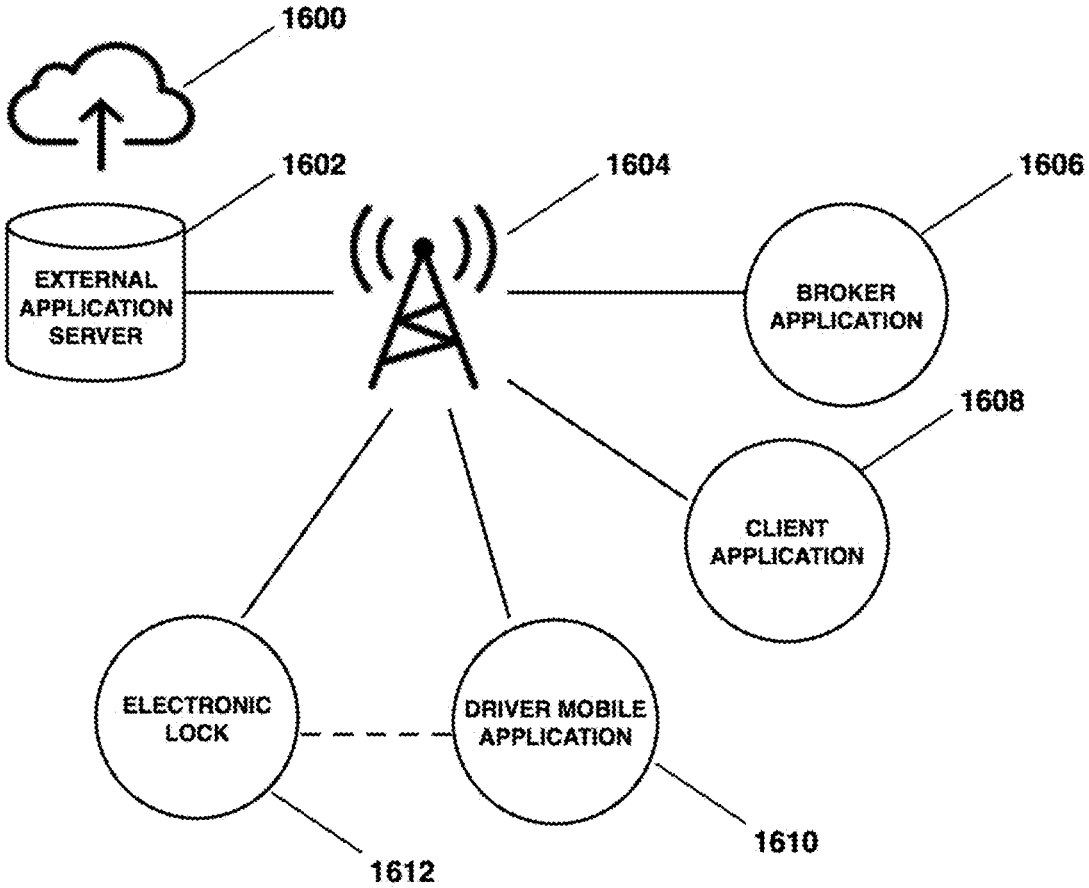 1600
1602
1604
1606
EXTERNAL
APPLICATION
SERVER
BROKER
APPLICATION
1608
CLIENT
APPLICATION
ELECTRONIC
LOCK
DRIVER MOBILE
APPLICATION
1610
1612